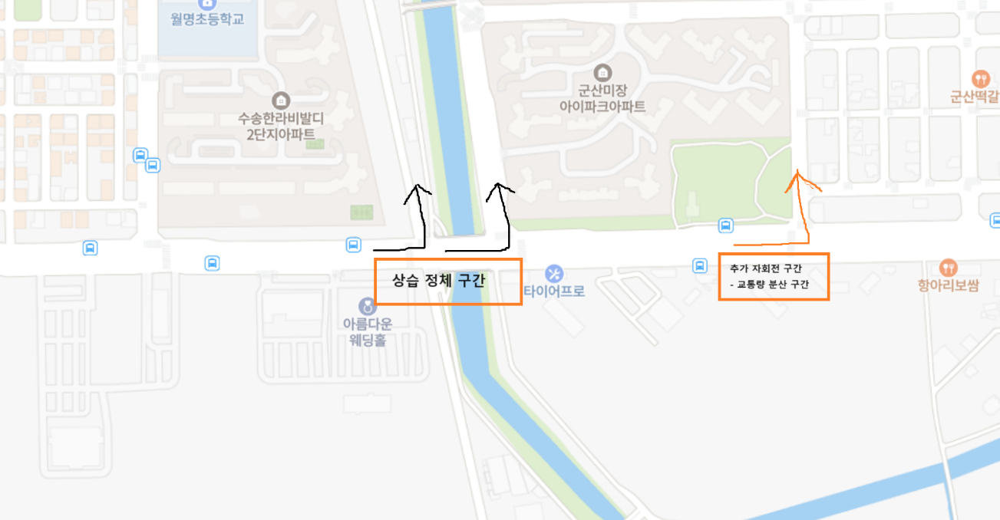 월명초등학교
수송한라비발디
2단지아파트
군산미장
아이파크아파트
군산떡갈
상습 정체 구간
타이어프로
추가 자회전 구간
- 교통량 분산 구간
항아리보쌈
아름다운
웨딩홀